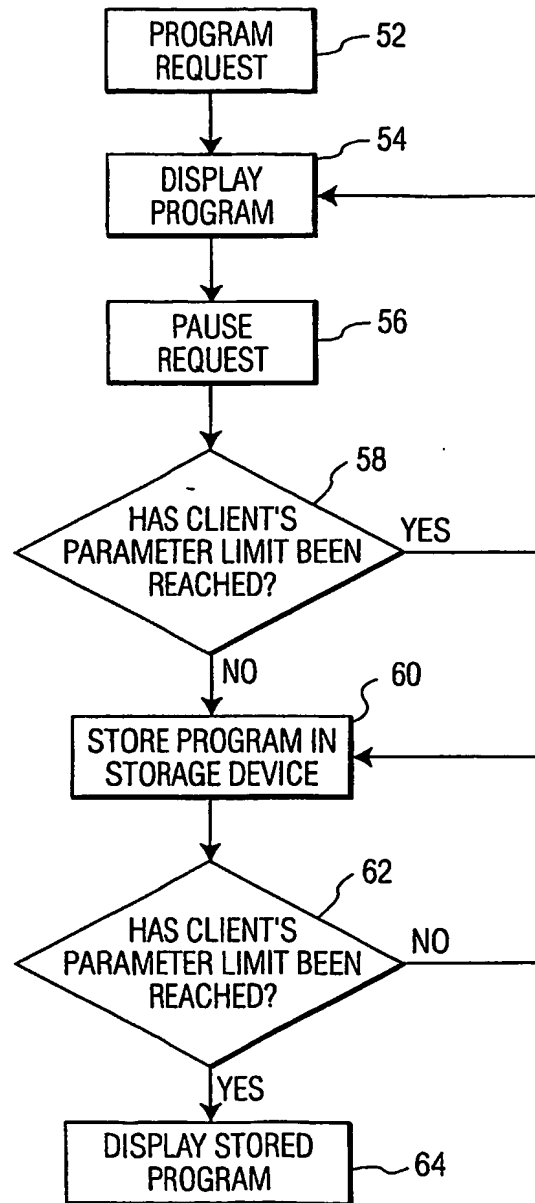 PROGRAM
REQUEST
52
54
DISPLAY
PROGRAM
PAUSE
REQUEST
56
58
HAS CLIENT'S
PARAMETER LIMIT BEEN
REACHED?
YES
NO
60
STORE PROGRAM IN
STORAGE DEVICE
62
HAS CLIENT'S
PARAMETER LIMIT BEEN
REACHED?
NO
YES
DISPLAY STORED
PROGRAM
64